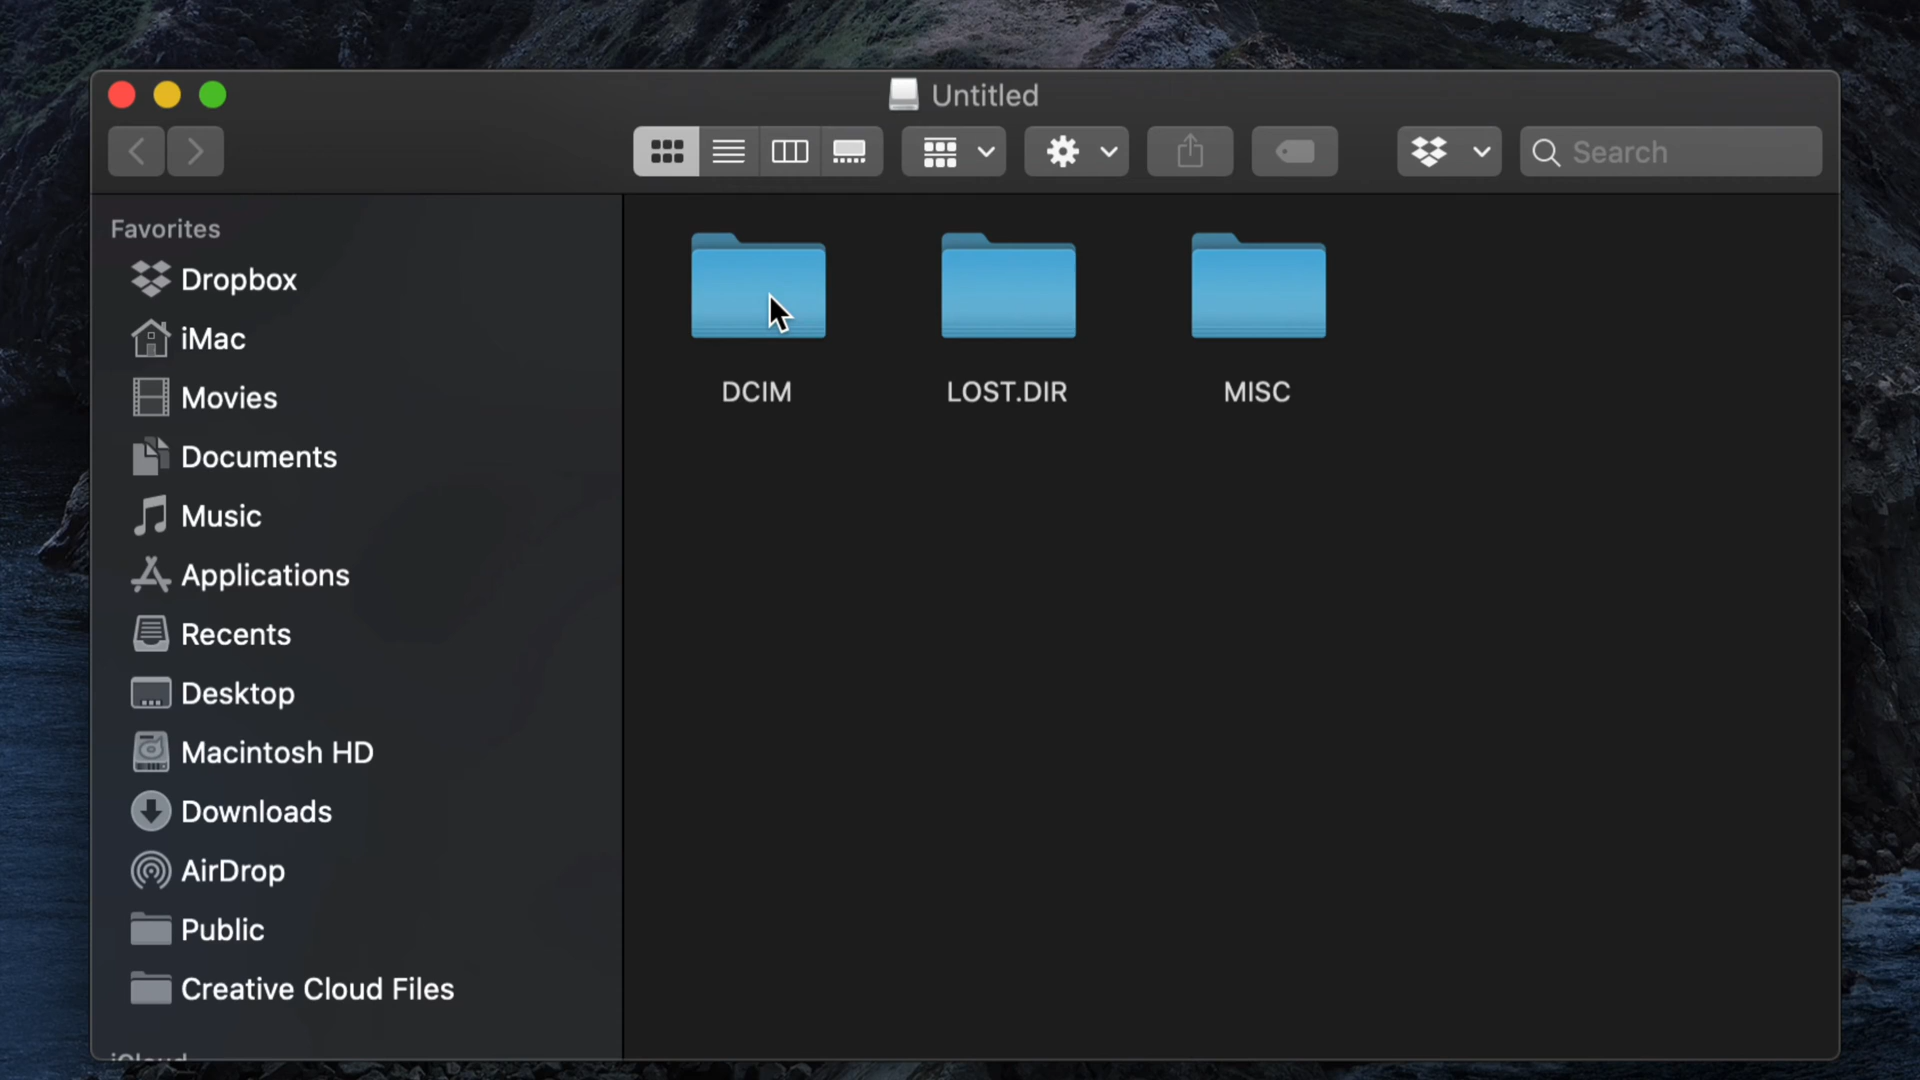 Untitled
Search
Favorites
Dropbox
iMac
Movies
Documents
Music
Applications
Recents
Desktop
Macintosh HD
Downloads
AirDrop
Public
Creative Cloud Files
iCloud
DCIM
LOST.DIR
MISC